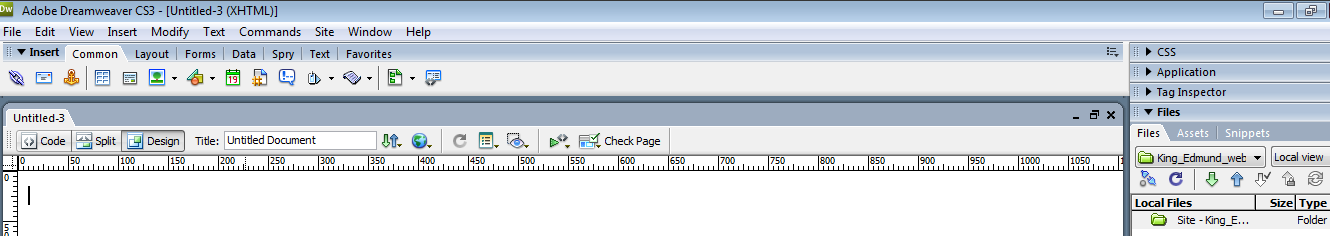 Dw Adobe Dreamweaver CS3 - [Untitled-3 (XHTML)]
File Edit View Insert Modify Text Commands Site Window Help
Insert Common Layout Forms Data Spry Text Favorites
19
CSS
Application
Tag Inspector
Files
Untitled-3
Code Split Design Title: Untitled Document Check Page
0 50 100 150 200 250 300 350 400 450 500 550 600 650 700 750 800 850 900 950 1000 1050
0
Files Assets Snippets
King_Edmund_web Local view
Local Files Size Type
Site - King_E... Folder